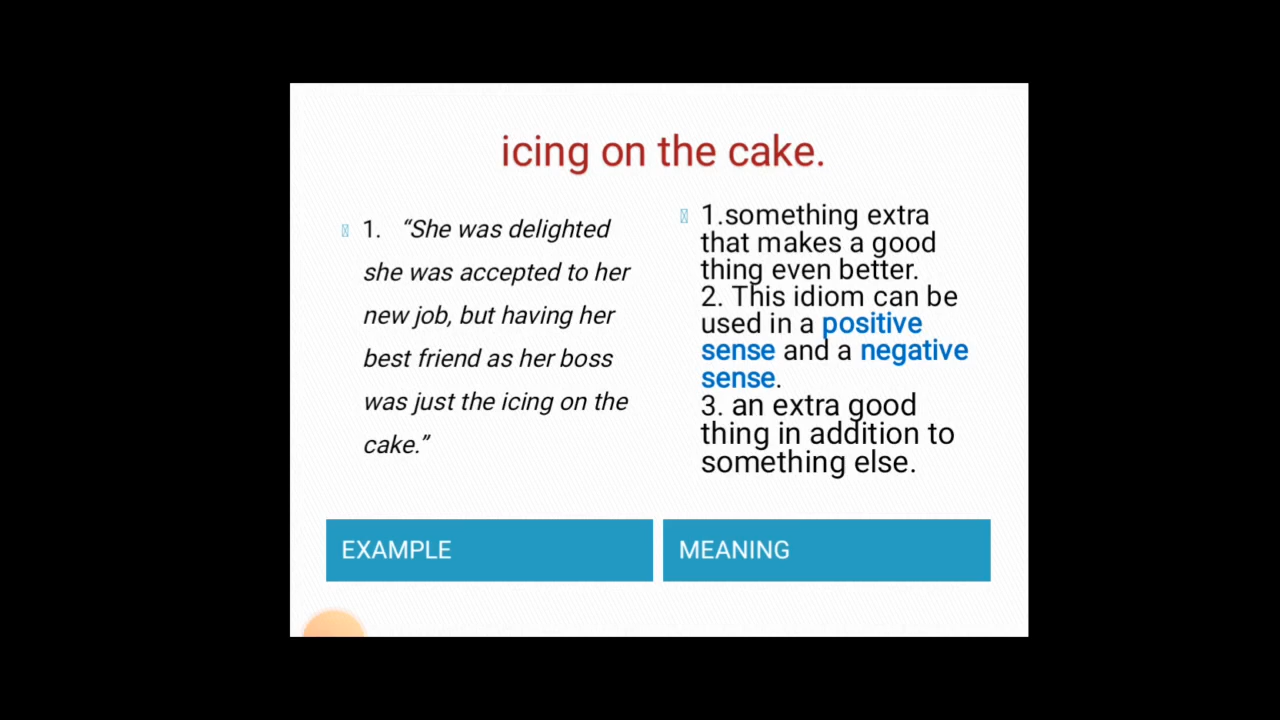 icing on the cake.
1. “She was delighted
she was accepted to her
new job, but having her
best friend as her boss
was just the icing on the
cake.”
1.something extra
that makes a good
thing even better.
2. This idiom can be
used in a positive
sense and a negative
sense.
3. an extra good
thing in addition to
something else.
EXAMPLE
MEANING